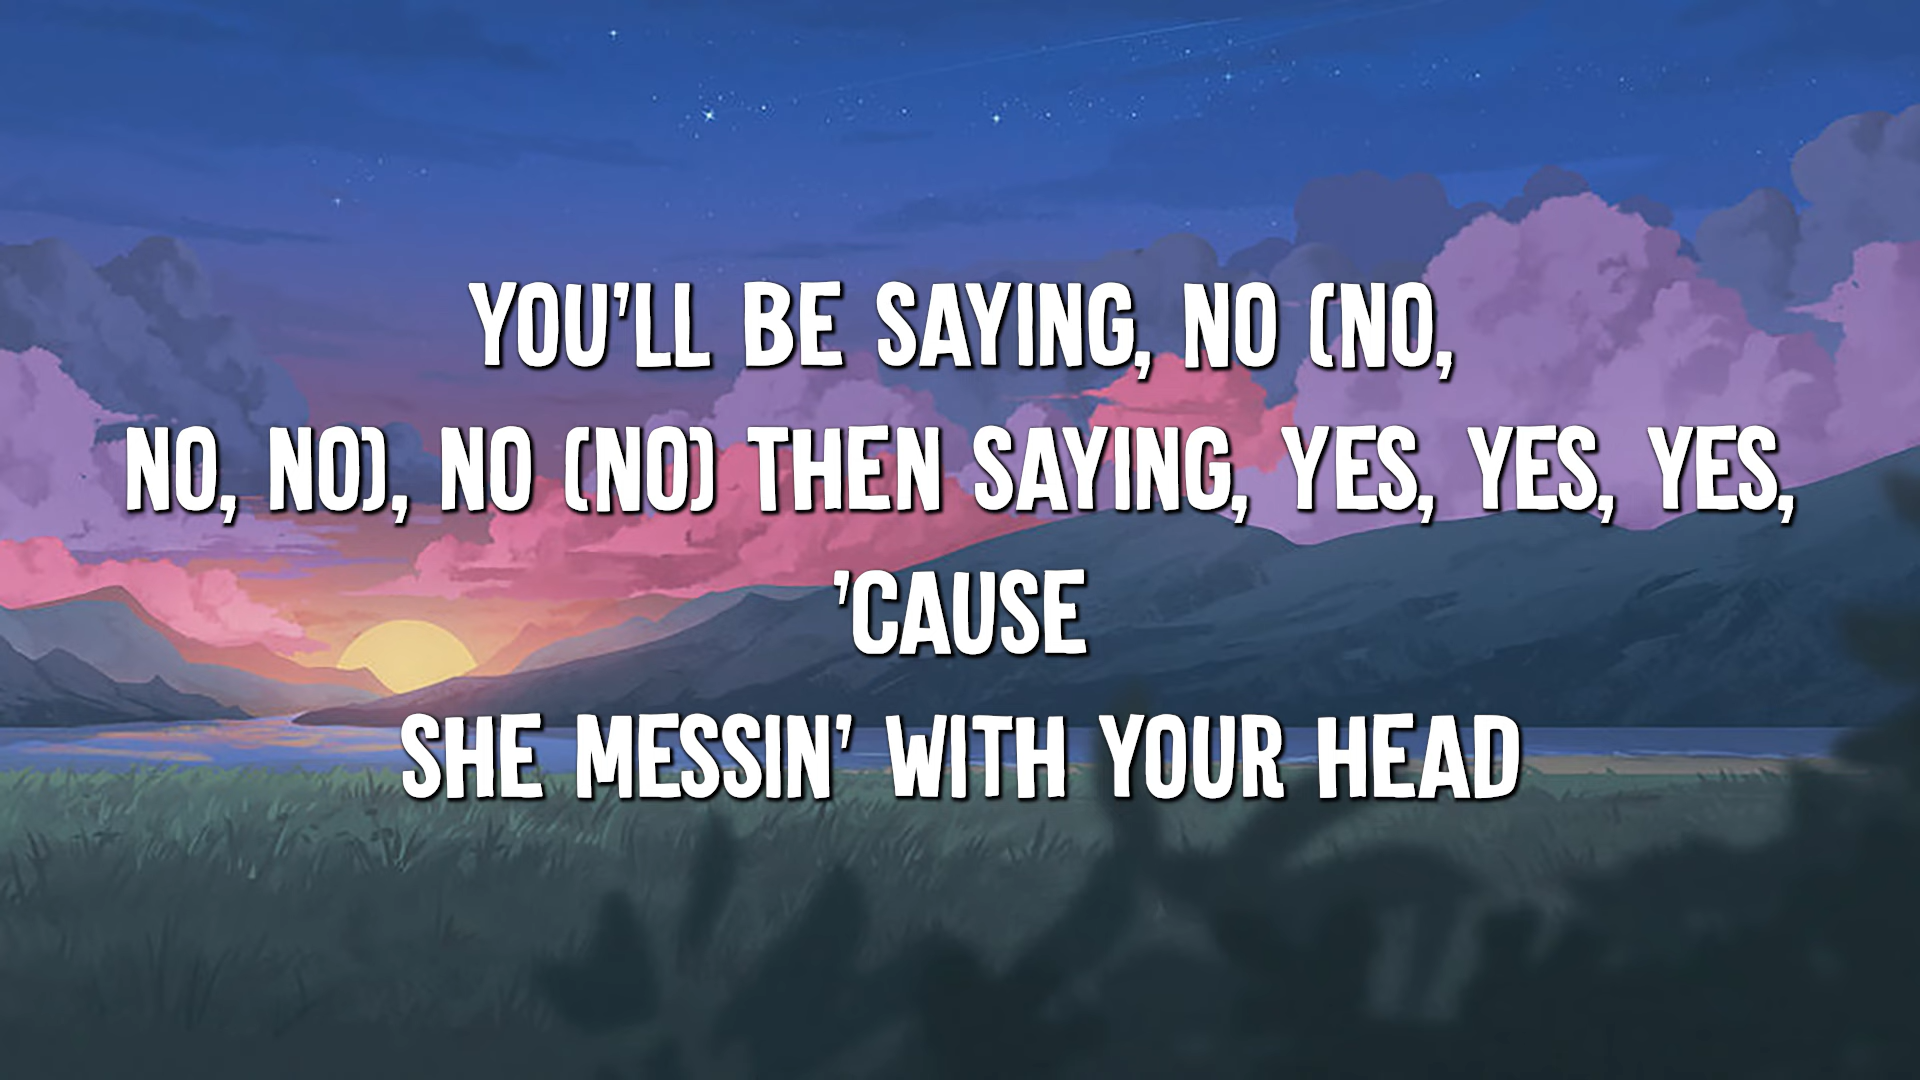 YOU'LL BE SAYING, NO (NO,
NO, NO), NO (NO) THEN SAYING, YES, YES, YES,
'CAUSE
SHE MESSIN' WITH YOUR HEAD